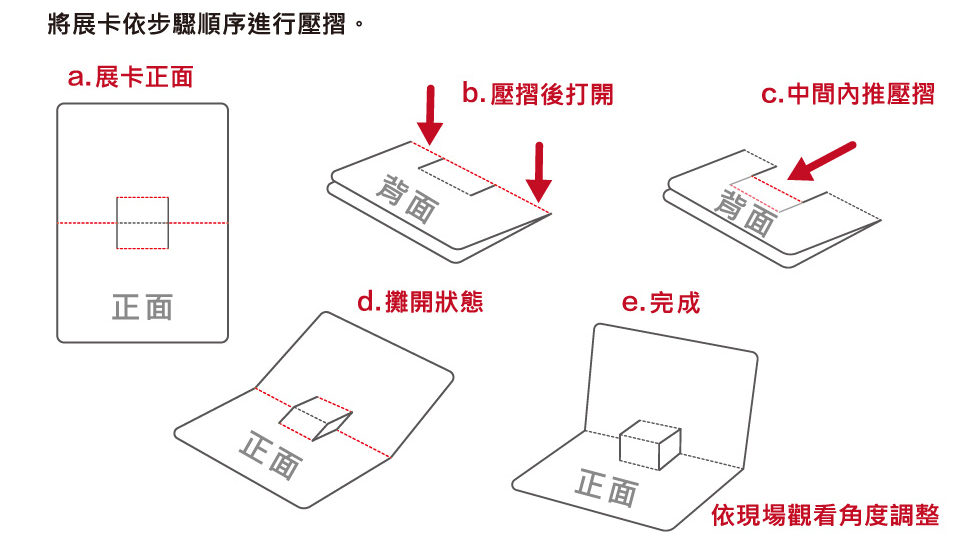 將展卡依步驟順序進行壓摺。
a.展卡正面
b.壓摺後打開
c.中間內推壓摺
背面
背面
正面
d.攤開狀態
e.完成
正面
正面
依現場觀看角度調整